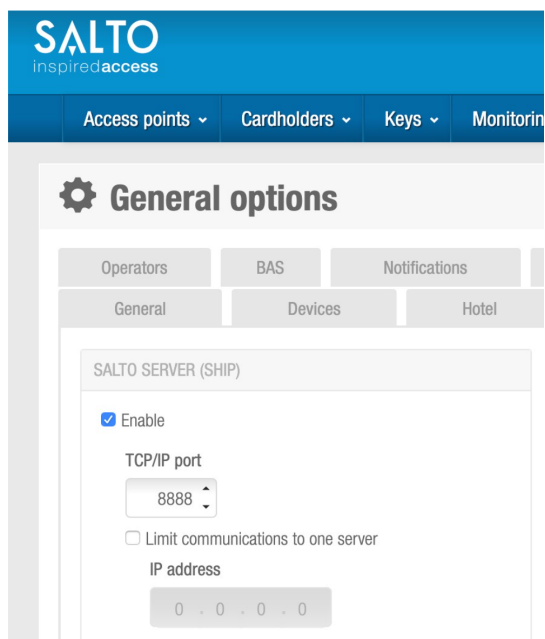 SALTO
inspiredaccess
Access points Cardholders Keys Monitorin
General options
Operators BAS Notifications
General Devices Hotel
SALTO SERVER (SHIP)
Enable
TCP/IP port
8888
Limit communications to one server
IP address
0 . 0 . 0 . 0